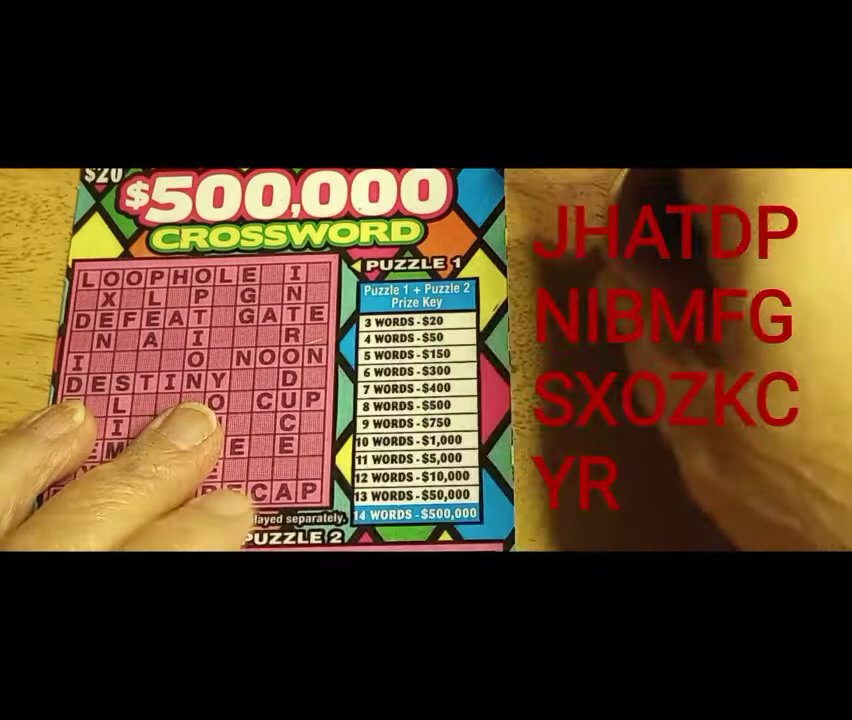 $20
$500,000
CROSSWORD
PUZZLE 1
Puzzle 1 + Puzzle 2
Prize Key
3 WORDS - $20
4 WORDS - $50
5 WORDS - $150
6 WORDS - $300
7 WORDS - $400
8 WORDS - $500
9 WORDS - $750
10 WORDS - $1,000
11 WORDS - $5,000
12 WORDS - $10,000
13 WORDS - $50,000
14 WORDS - $500,000
LOOPHOLE I
X L P G N
DEFEAT GATE
N A I R
I O NOON
DESTINY D
L O CUP
I C
M E E
CAP
separately.
PUZZLE 2
JHATDP
NIBMFG
SXOZKC
YR